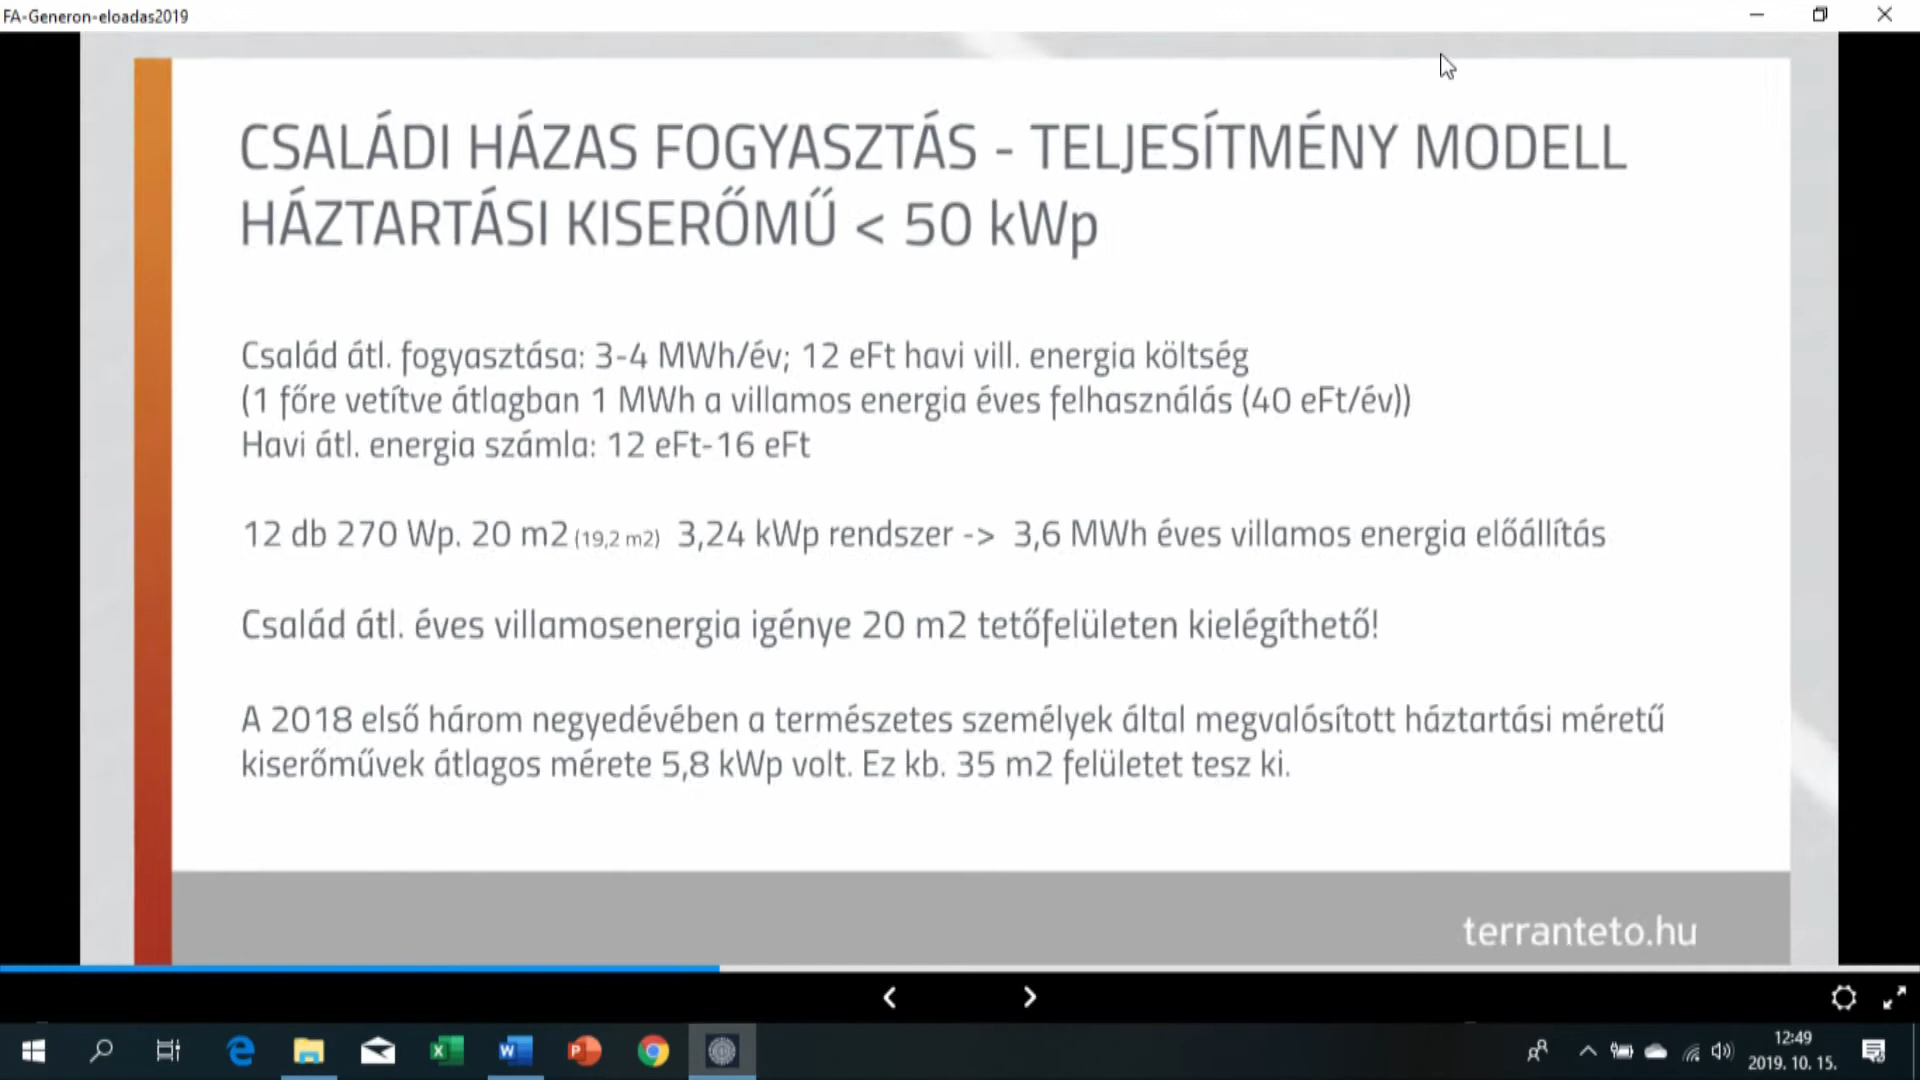 FA-Generon-eloadas2019
CSALÁDI HÁZAS FOGYASZTÁS - TELJESÍTMÉNY MODELL
HÁZTARTÁSI KISERŐMŰ < 50 kWp
Család átl. fogyasztása: 3-4 MWh/év; 12 eFt havi vill. energia költség
(1 főre vetítve átlagban 1 MWh a villamos energia éves felhasználás (40 eFt/év))
Havi átl. energia számla: 12 eFt-16 eFt
12 db 270 Wp. 20 m2 (19,2 m2) 3,24 kWp rendszer -> 3,6 MWh éves villamos energia előállítás
Család átl. éves villamosenergia igénye 20 m2 tetőfelületen kielégíthető!
A 2018 első három negyedévében a természetes személyek által megvalósított háztartási méretű
kiserőművek átlagos mérete 5,8 kWp volt. Ez kb. 35 m2 felületet tesz ki.
terranteto.hu
12:49
2019. 10. 15.